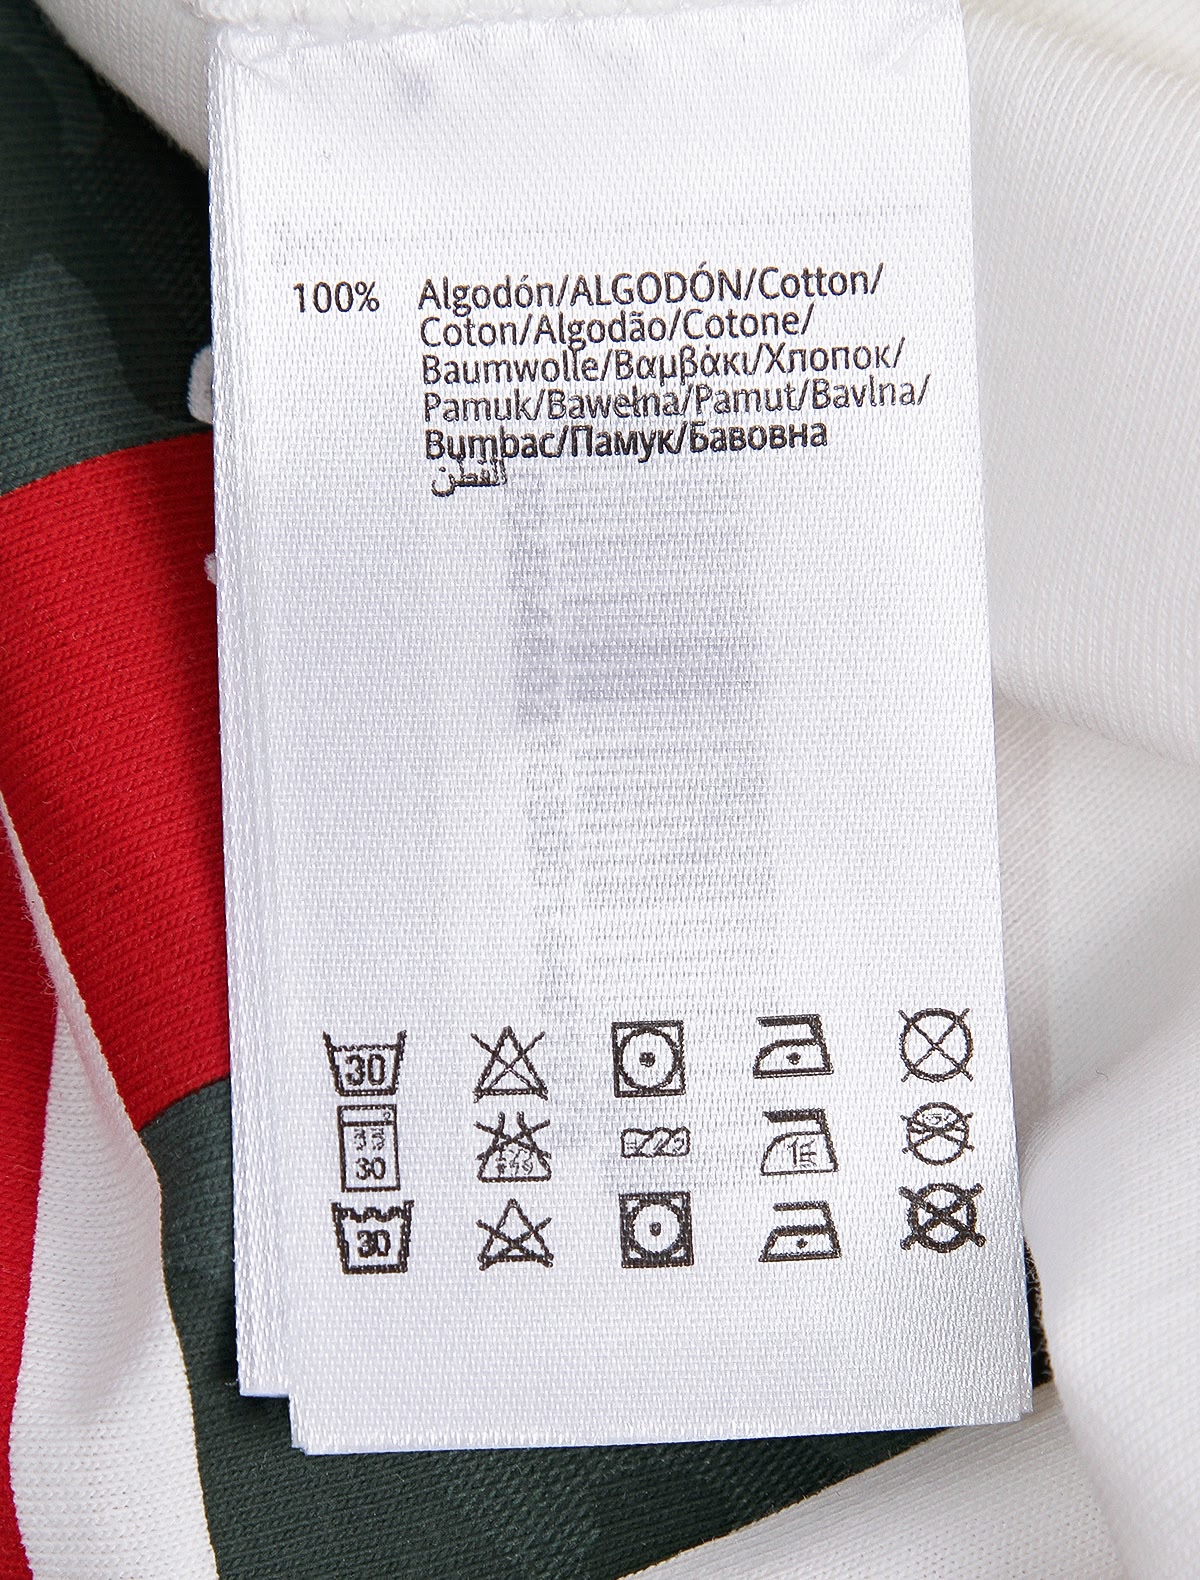 100% Algodón/ALGODÓN/Cotton/
Coton/Algodão/Cotone/
Baumwolle/Βαμβάκι/Хлопок/
Pamuk/Bawełna/Pamut/Bavlna/
Bumbac/Памук/Бавовна
القطن
30
30
30